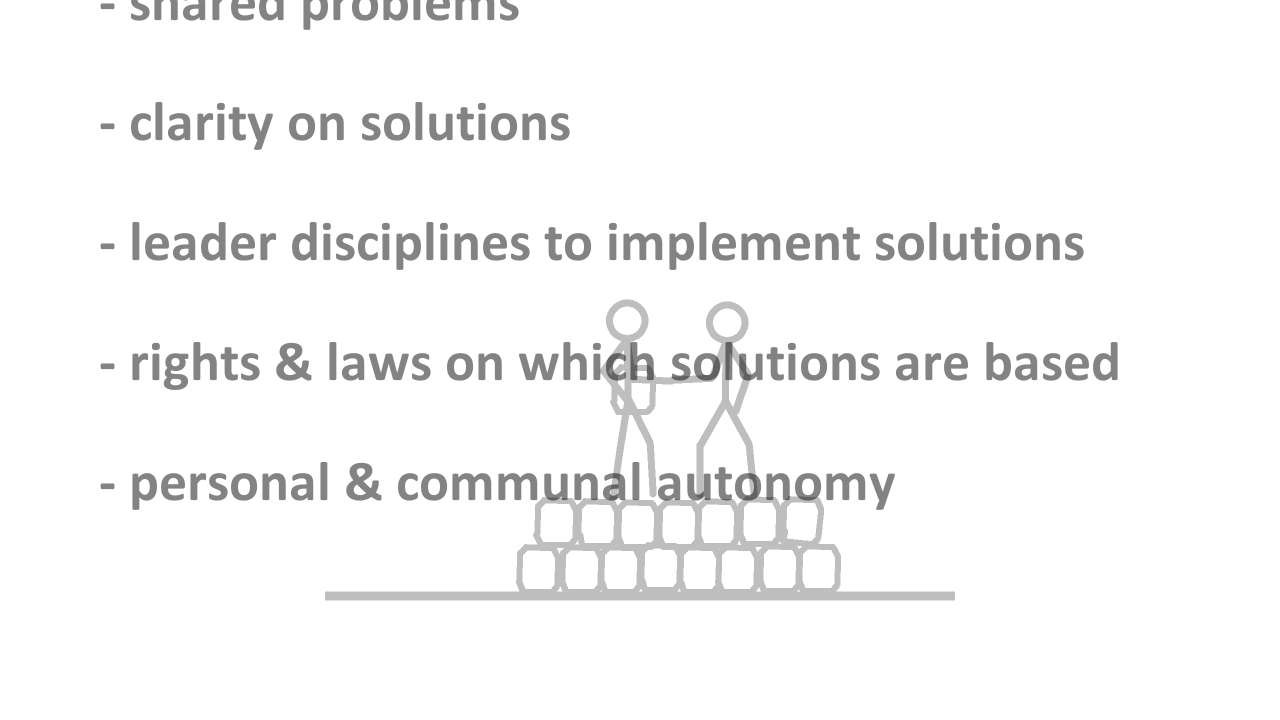 - shared problems
- clarity on solutions
- leader disciplines to implement solutions
- rights & laws on which solutions are based
- personal & communal autonomy